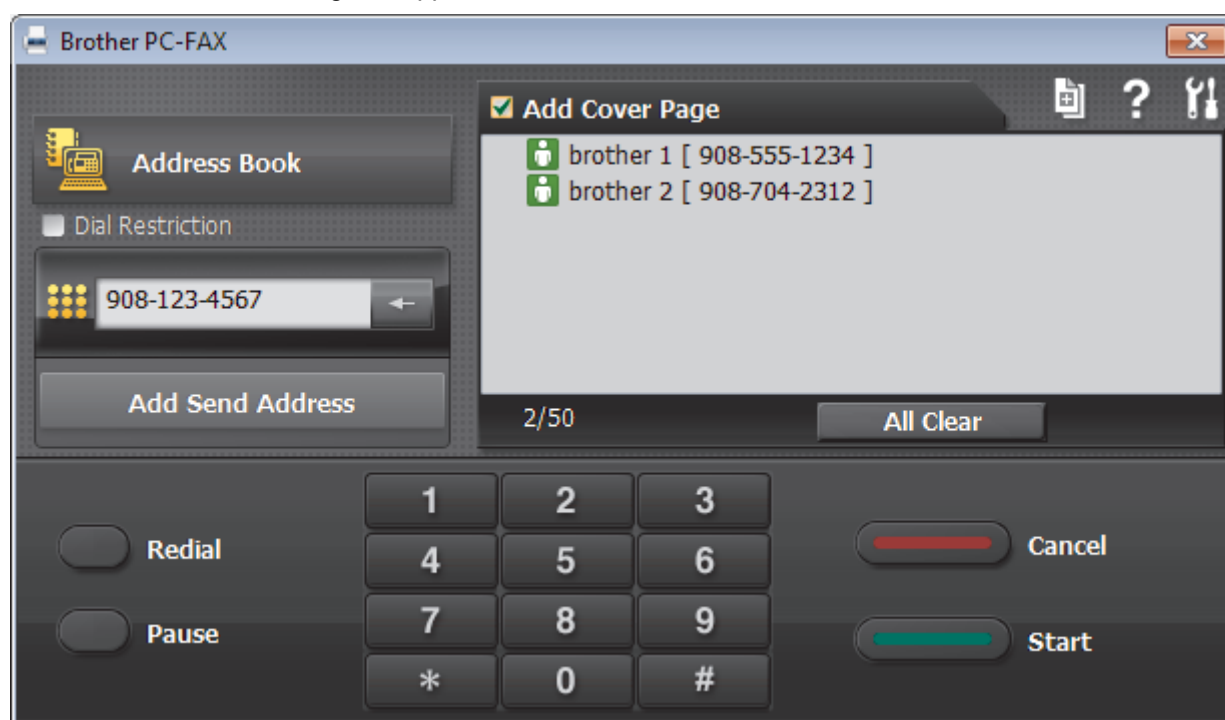 Brother PC-FAX
Address Book
Dial Restriction
908-123-4567
Add Send Address
Add Cover Page
?
brother 1 [ 908-555-1234 ]
brother 2 [ 908-704-2312 ]
2/50
All Clear
Redial
Pause
1 2 3
4 5 6
7 8 9
* 0 #
Cancel
Start